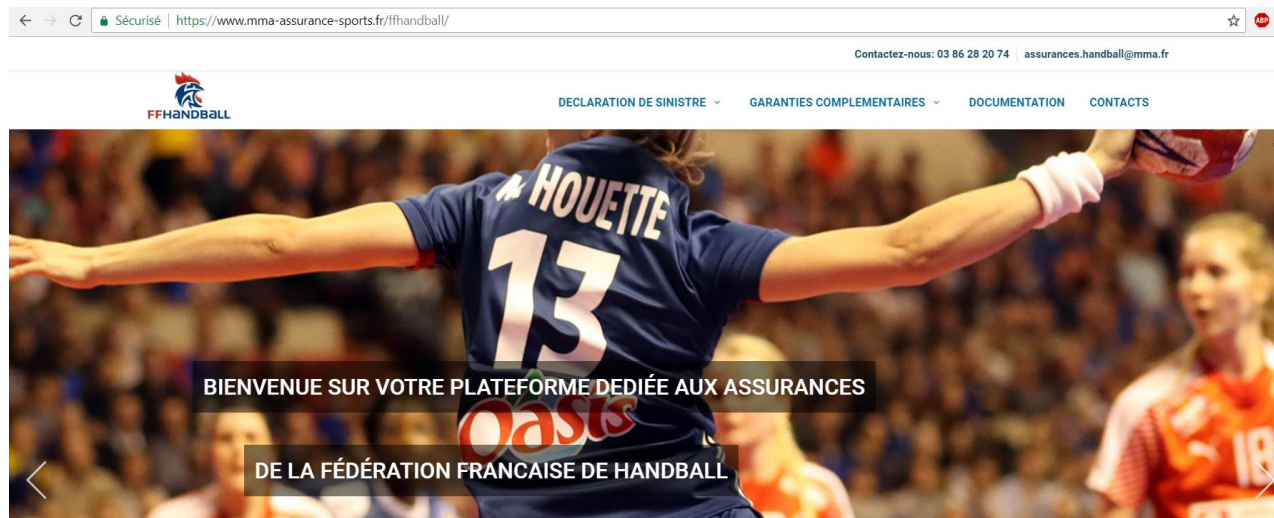 Sécurisé | https://www.mma-assurance-sports.fr/ffhandball/
ABP
Contactez-nous: 03 86 28 20 74 assurances.handball@mma.fr
FFHANDBALL
DECLARATION DE SINISTRE GARANTIES COMPLEMENTAIRES DOCUMENTATION CONTACTS
HOUETTE
13
BIENVENUE SUR VOTRE PLATEFORME DEDIÉE AUX ASSURANCES
Oasis
DE LA FÉDÉRATION FRANCAISE DE HANDBALL
18